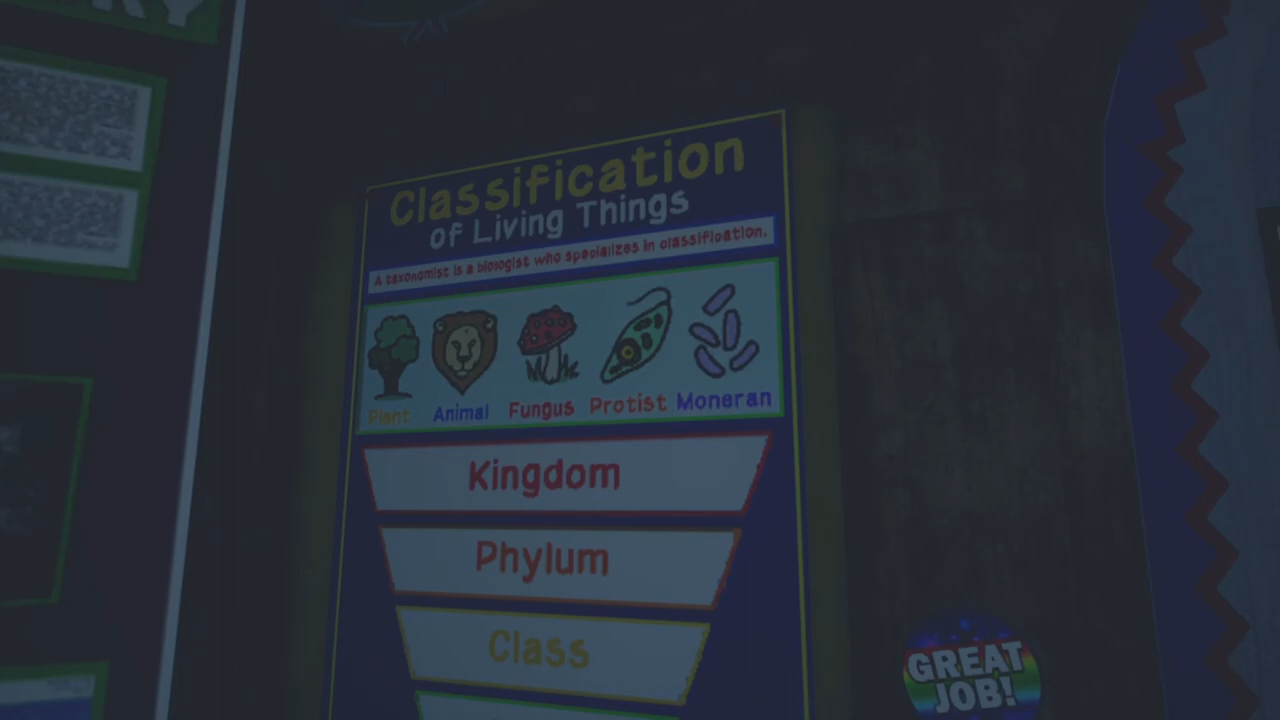 RY
Classification
of Living Things
A taxonomist is a biologist who specializes in classification.
Plant Animal Fungus Protist Moneran
Kingdom
Phylum
Class
GREAT
JOB!